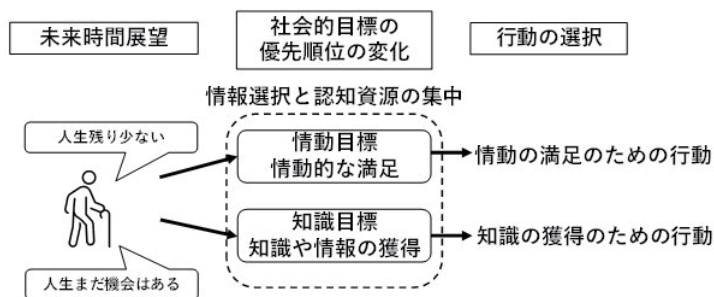 未来時間展望
社会的目標の
優先順位の変化
行動の選択
情報選択と認知資源の集中
人生残り少ない
情動目標
情動的な満足
情動の満足のための行動
知識目標
知識や情報の獲得
知識の獲得のための行動
人生まだ機会はある